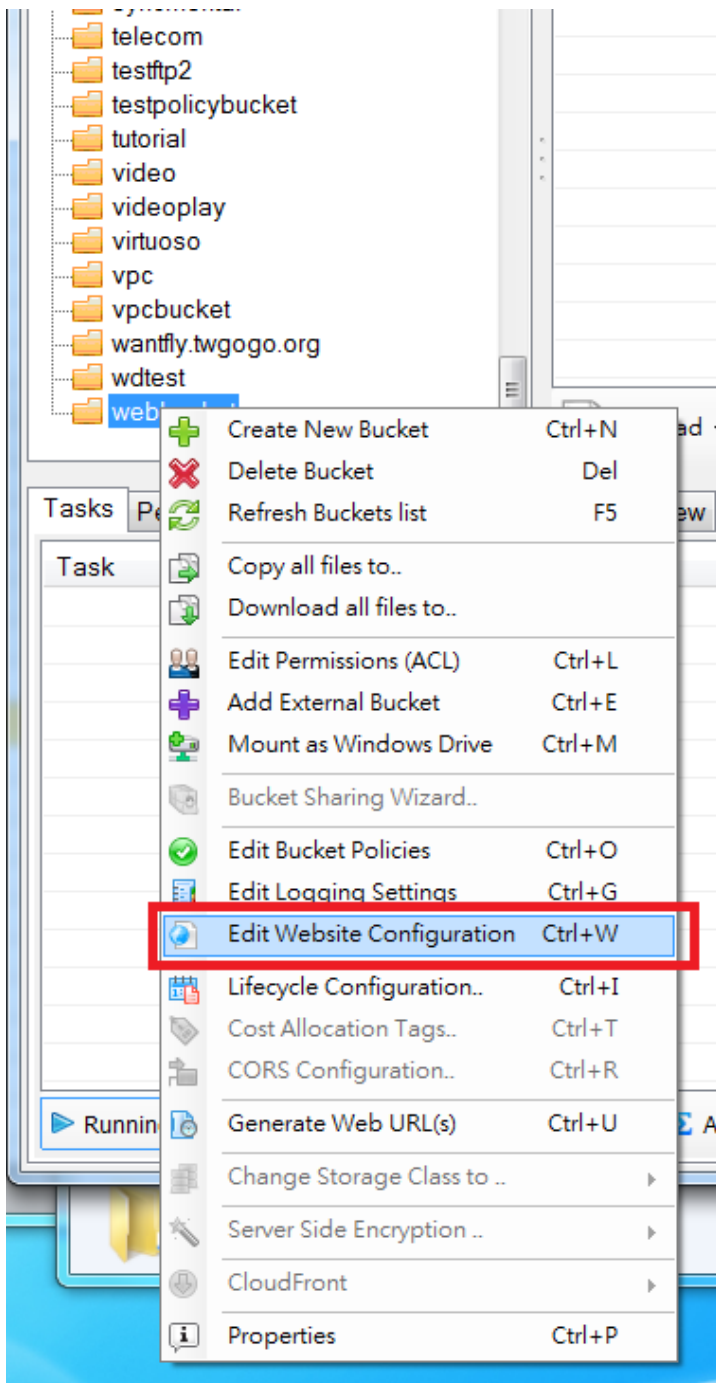 telecom
testftp2
testpolicybucket
tutorial
video
videoplay
virtuoso
vpc
vpcbucket
wantfly.twgogo.org
wdtest
Create New Bucket Ctrl+N
Delete Bucket Del
Tasks
Refresh Buckets list F5
Task
Copy all files to..
Download all files to..
Edit Permissions (ACL) Ctrl+L
Add External Bucket Ctrl+E
Mount as Windows Drive Ctrl+M
Bucket Sharing Wizard..
Edit Bucket Policies Ctrl+O
Edit Logging Settings Ctrl+G
Edit Website Configuration Ctrl+W
Lifecycle Configuration.. Ctrl+I
Cost Allocation Tags.. Ctrl+T
CORS Configuration.. Ctrl+R
Runnin
Generate Web URL(s) Ctrl+U
Σ A
Change Storage Class to ..
Server Side Encryption ..
CloudFront
Properties Ctrl+P